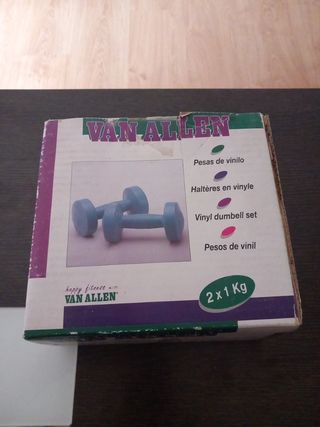 VAN ALLEN
Pesas de vinilo
Haltères en vinyle
Vinyl dumbell set
Pesos de vinil
happy fitness with
VAN ALLEN
2 x 1 Kg